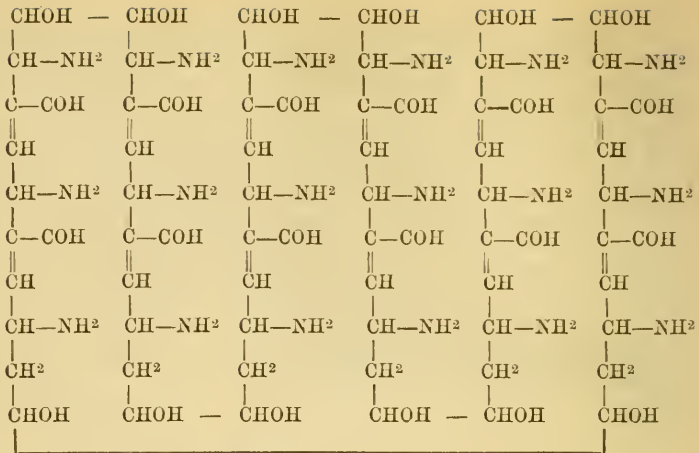 CHOH — CHOH CHOH — CHOH CHOH — CHOH
CH—NH² CH—NH² CH—NH² CH—NH² CH—NH² CH—NH²
C—COH C—COH C—COH C—COH C—COH C—COH
CH CH CH CH CH CH
CH—NH² CH—NH² CH—NH² CH—NH² CH—NH² CH—NH²
C—COH C—COH C—COH C—COH C—COH C—COH
CH CH CH CH CH CH
CH—NH² CH—NH² CH—NH² CH—NH² CH—NH² CH—NH²
CH² CH² CH² CH² CH² CH²
CHOH CHOH — CHOH CHOH — CHOH CHOH